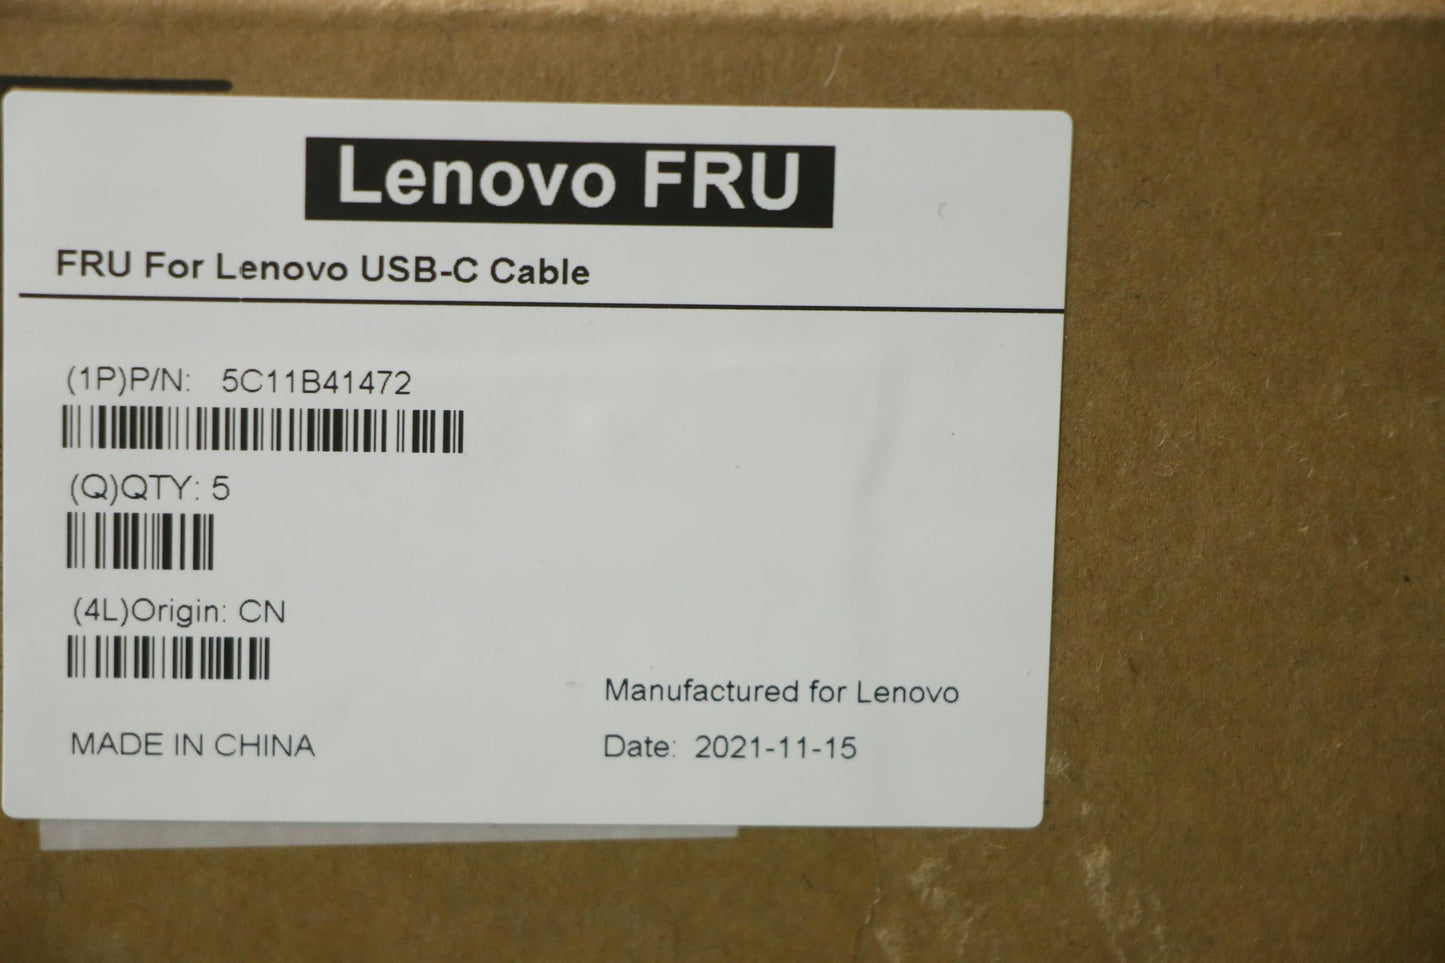 Lenovo FRU
FRU For Lenovo USB-C Cable
(1P)P/N: 5C11B41472
(Q)QTY: 5
(4L)Origin: CN
Manufactured for Lenovo
MADE IN CHINA
Date: 2021-11-15